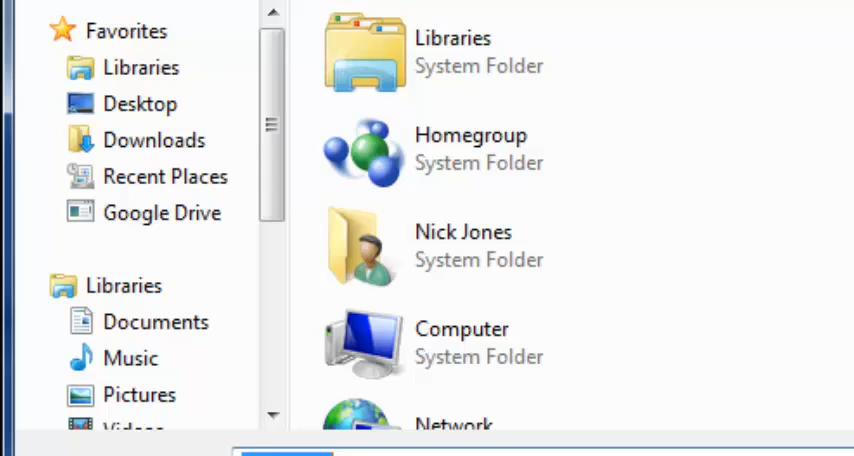 Favorites
Libraries
Desktop
Downloads
Recent Places
Google Drive
Libraries
Documents
Music
Pictures
Videos
Libraries
System Folder
Homegroup
System Folder
Nick Jones
System Folder
Computer
System Folder
Network